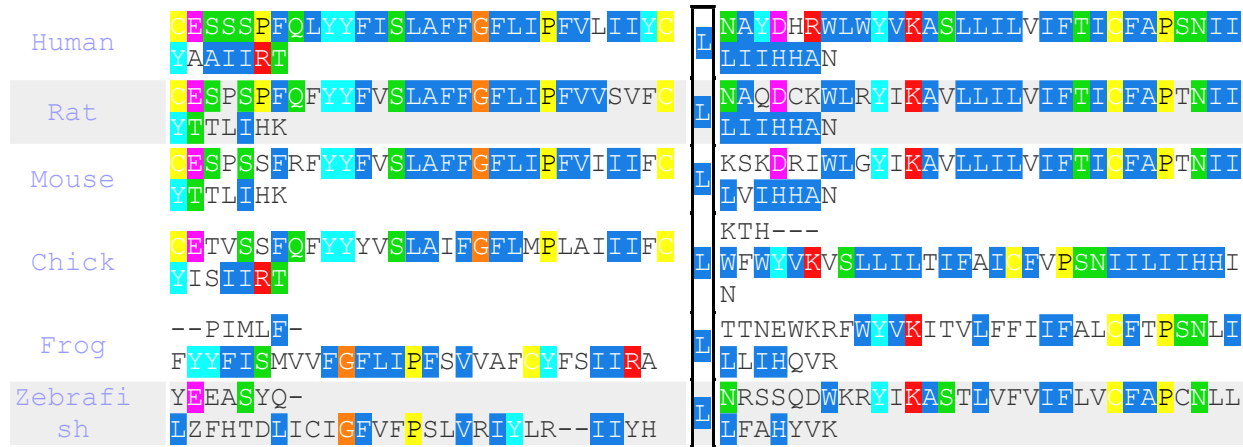 Human CESSSPFQLYYFISLAFFGFLIPFVLIIYC L NAYDHRWLWYVKASLLILVIFTICFAPSNII
YAAIIRT LIIHHAN
Rat CESPSPFQFYYFVSLAFFGFLIPFVVSVFC L NAQDCKWLRYIKAVLLILVIFTICFAPTNII
YTTLIHK LIIHHAN
Mouse CESPSSFRFYYFVSLAFFGFLIPFVIIIFC L KSKDRIWLGYIKAVLLILVIFTICFAPTNII
YTTLIHK LVIHHAN
Chick CETVSSFQFYYYVSLAIFGFLMPLAIIIFC L KTH---
YISIIRT WFWYVKVSLLILTIFAICFVPSNIILIIHHI
N
Frog --PIMLF- L TTNEWKRFWYVKITVLFFIIFALCFTPSNLI
FYYFISMVVFGFLIPFSVVAFCYFSIIRA LLIHQVR
Zebrafi YEEASYQ- L NRSSQDWKRYIKASTLVFVIFLVCFAPCNLL
sh LZFHTDLICIGFVFPSLVRIYLR--IIYH LFAHYVK